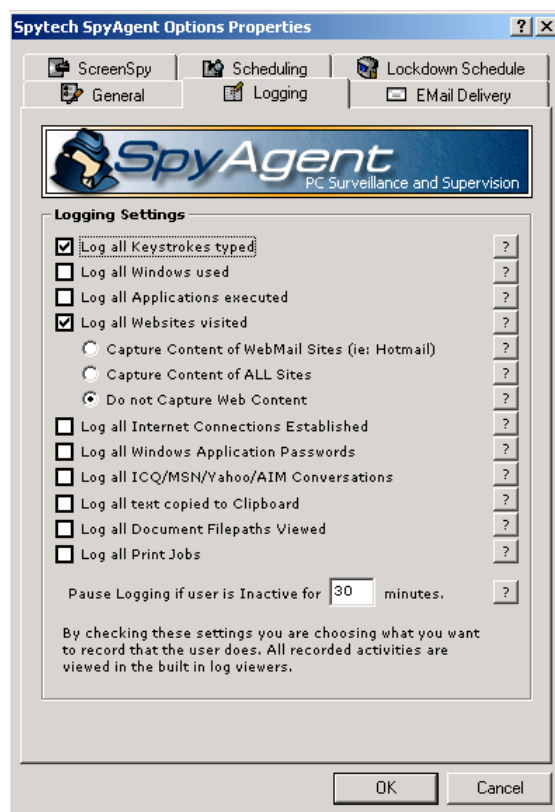 Spytech SpyAgent Options Properties
? X
ScreenSpy Scheduling Lockdown Schedule
General Logging EMail Delivery
SpyAgent
PC Surveillance and Supervision
Logging Settings
Log all Keystrokes typed ?
Log all Windows used ?
Log all Applications executed ?
Log all Websites visited ?
Capture Content of WebMail Sites (ie: Hotmail) ?
Capture Content of ALL Sites ?
Do not Capture Web Content ?
Log all Internet Connections Established ?
Log all Windows Application Passwords ?
Log all ICQ/MSN/Yahoo/AIM Conversations ?
Log all text copied to Clipboard ?
Log all Document Filepaths Viewed ?
Log all Print Jobs ?
Pause Logging if user is Inactive for 30 minutes. ?
By checking these settings you are choosing what you want
to record that the user does. All recorded activities are
viewed in the built in log viewers.
OK Cancel